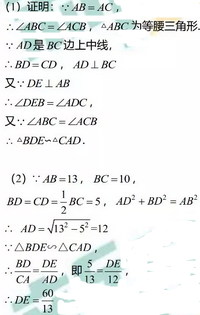 (1) 证明：∵ AB = AC，
∴∠ABC=∠ACB，△ABC 为等腰三角形.
∵ AD 是 BC 边上中线，
∴BD = CD，AD⊥BC
又∵ DE ⊥ AB
∴∠DEB=∠ADC，
又∵∠ABC=∠ACB
∴ △BDE∽△CAD .
(2) ∵ AB =13，BC =10，
BD = CD = 1/2 BC = 5，AD² + BD² = AB²
∴ AD = √(13² − 5²) =12
∵△BDE∽△CAD，
∴ BD/CA = DE/AD，即 5/13 = DE/12，
∴DE = 60/13